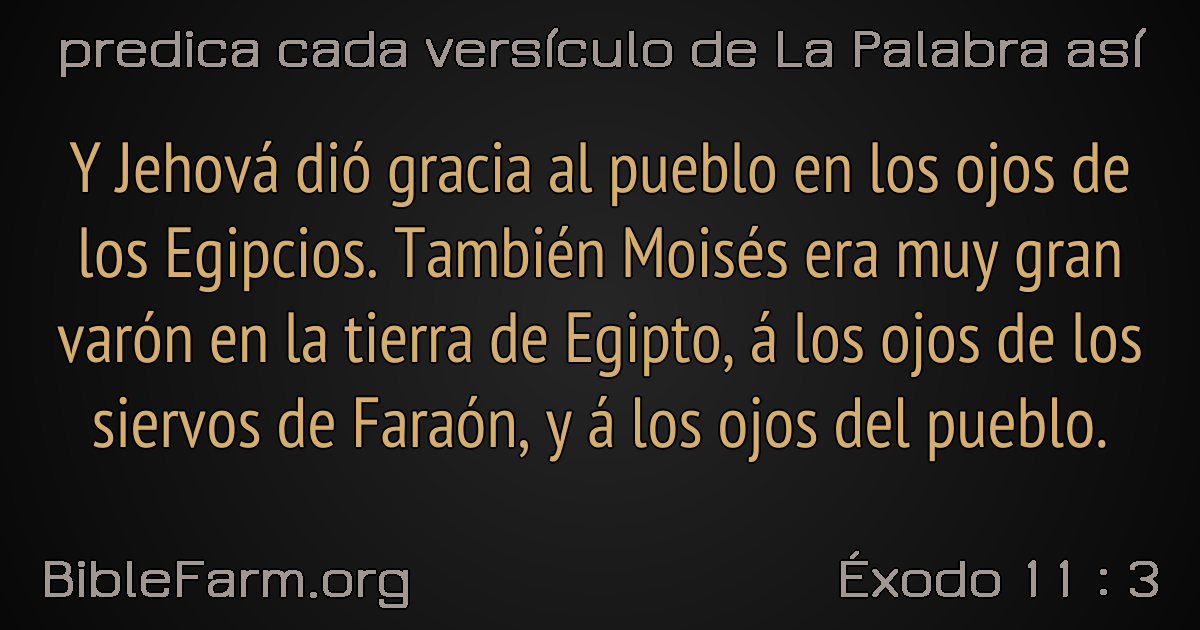 predica cada versículo de La Palabra así
Y Jehová dió gracia al pueblo en los ojos de
los Egipcios. También Moisés era muy gran
varón en la tierra de Egipto, á los ojos de los
siervos de Faraón, y á los ojos del pueblo.
BibleFarm.org
Éxodo 11 : 3